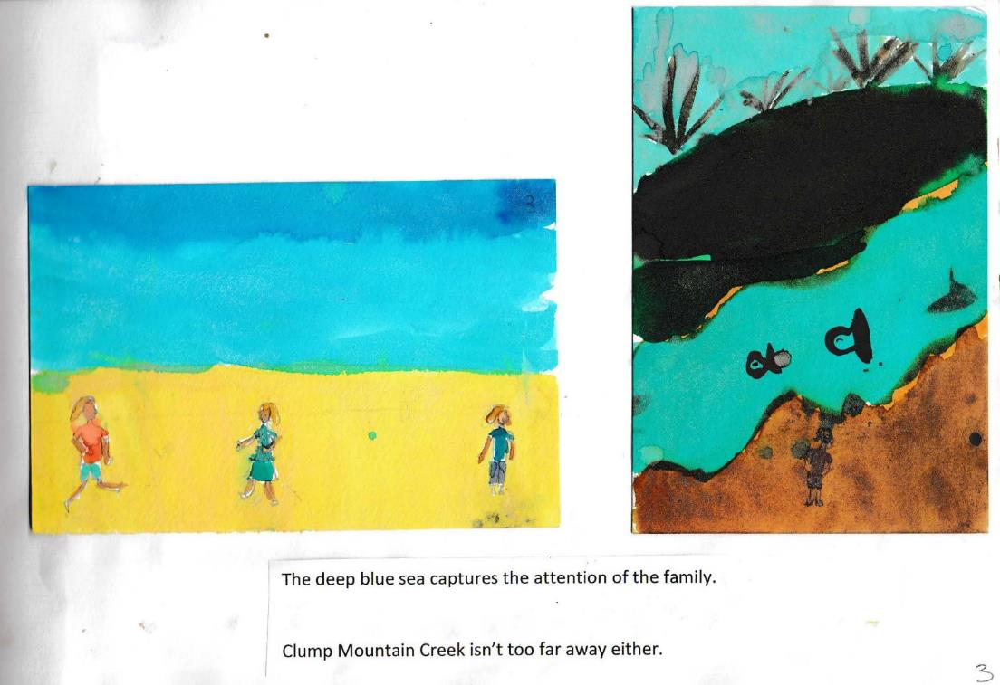 3
The deep blue sea captures the attention of the family.
Clump Mountain Creek isn't too far away either.
3